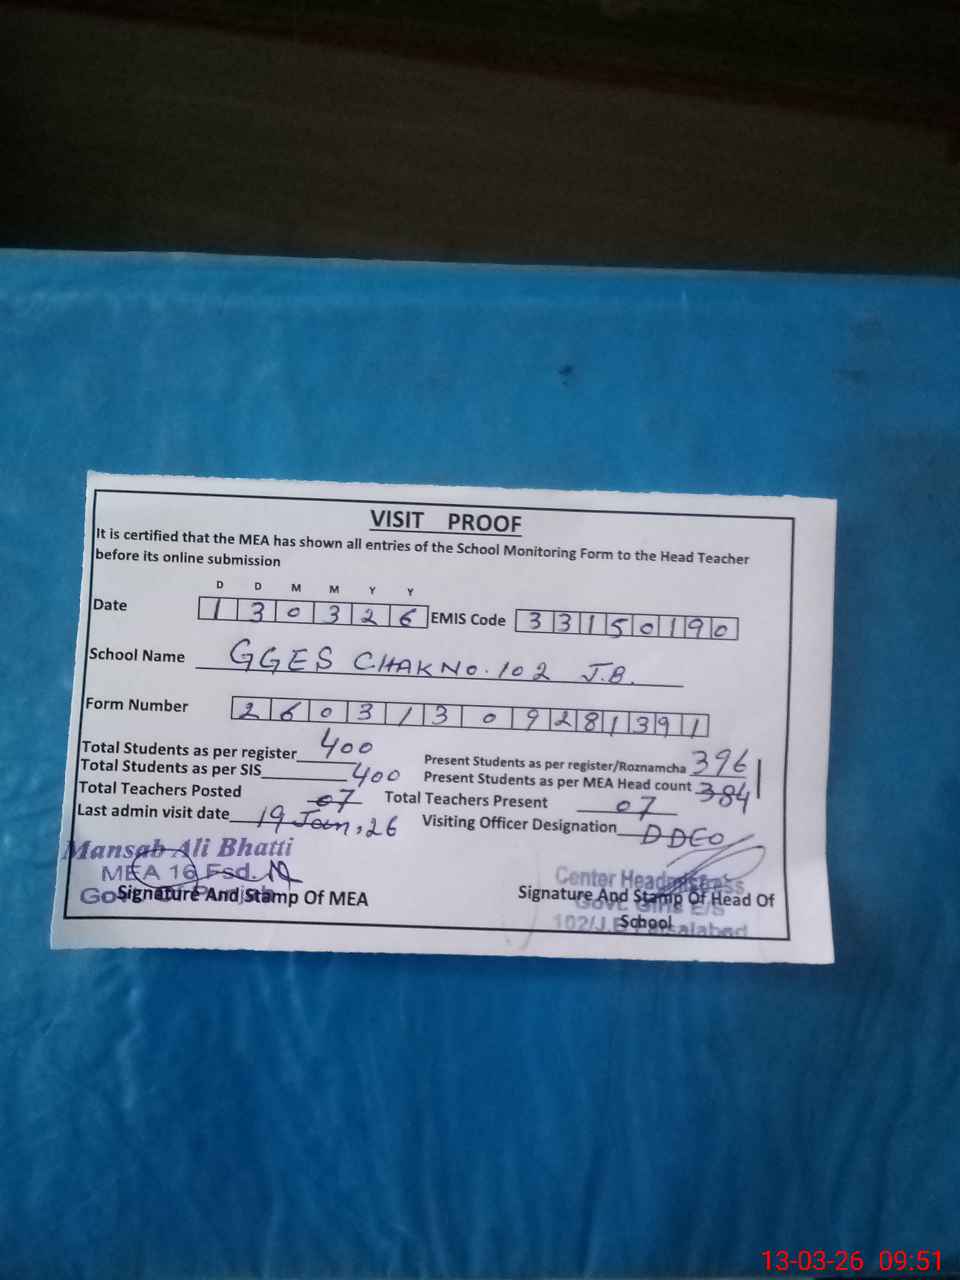 VISIT PROOF
It is certified that the MEA has shown all entries of the School Monitoring Form to the Head Teacher
before its online submission
D D M M Y Y
Date 1 3 0 3 2 6 EMIS Code 3 3 1 5 0 1 9 0
School Name GGES CHAK NO. 102 J.B.
Form Number 2 6 0 3 1 3 0 9 2 8 1 3 9 1
Total Students as per register 400 Present Students as per register/Roznamcha 396
Total Students as per SIS 400 Present Students as per MEA Head count 384
Total Teachers Posted 07 Total Teachers Present 07
Last admin visit date 19 Jan, 26 Visiting Officer Designation DDEO
Mansab Ali Bhatti
MEA 16 Fsd.
Signature And Stamp Of MEA
Center Headmistress
Signature And Stamp Of Head Of
Govt. Girls E/S
School
102/J.B Faisalabad
13-03-26 09:51